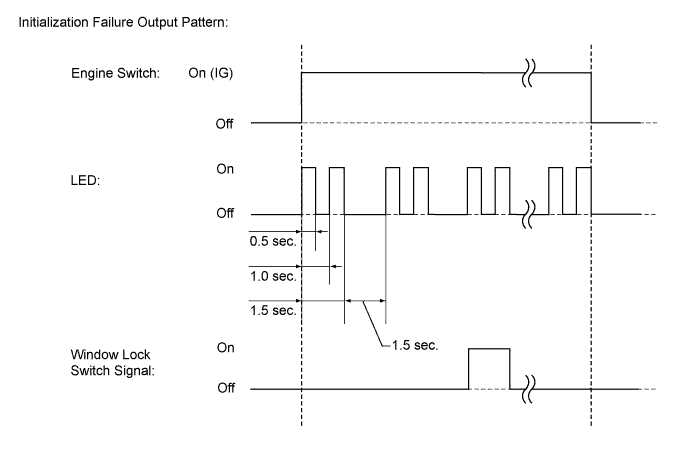 Initialization Failure Output Pattern:
Engine Switch: On (IG)
Off
On
LED:
Off
0.5 sec.
1.0 sec.
1.5 sec.
1.5 sec.
Window Lock
Switch Signal:
On
Off